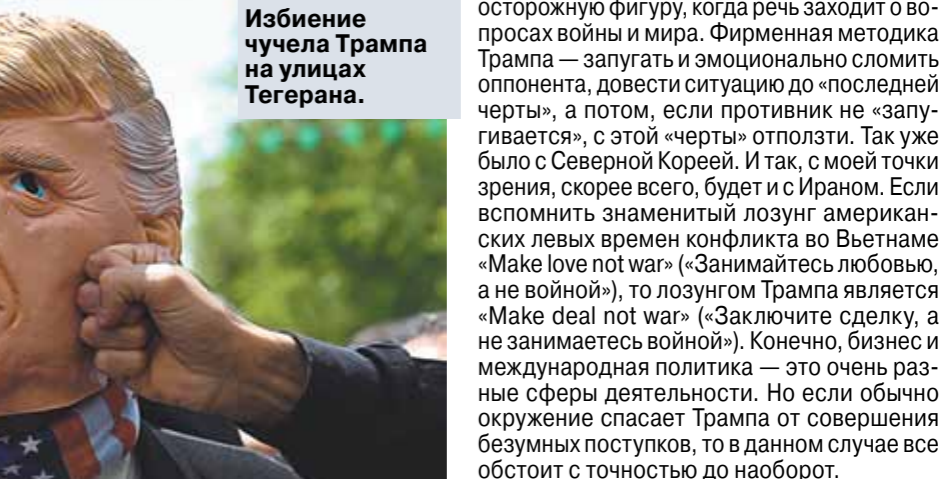 Избиение
чучела Трампа
на улицах
Тегерана.
осторожную фигуру, когда речь заходит о во-
просах войны и мира. Фирменная методика
Трампа — запугать и эмоционально сломить
оппонента, довести ситуацию до «последней
черты», а потом, если противник не «запу-
гивается», с этой «черты» отползти. Так уже
было с Северной Кореей. И так, с моей точки
зрения, скорее всего, будет и с Ираном. Если
вспомнить знаменитый лозунг американ-
ских левых времен конфликта во Вьетнаме
«Make love not war» («Занимайтесь любовью,
а не войной»), то лозунгом Трампа является
«Make deal not war» («Заключите сделку, а
не занимаетесь войной»). Конечно, бизнес и
международная политика — это очень раз-
ные сферы деятельности. Но если обычно
окружение спасает Трампа от совершения
безумных поступков, то в данном случае все
обстоит с точностью до наоборот.